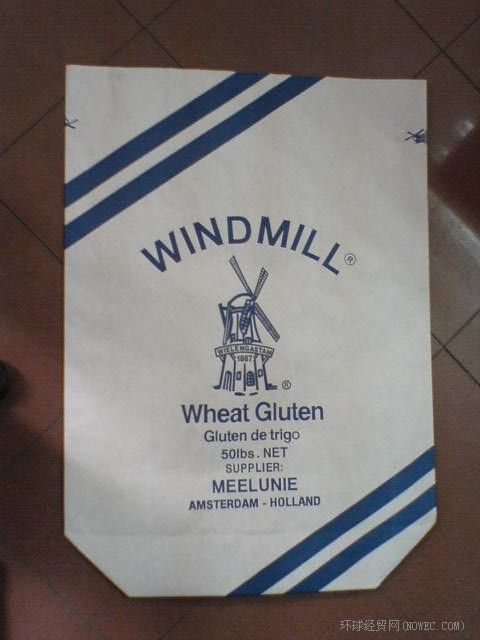 WINDMILL®
WIELENGASTAM
1867
®
Wheat Gluten
Gluten de trigo
50lbs. NET
SUPPLIER:
MEELUNIE
AMSTERDAM - HOLLAND
环球经贸网(NOWEC.COM)